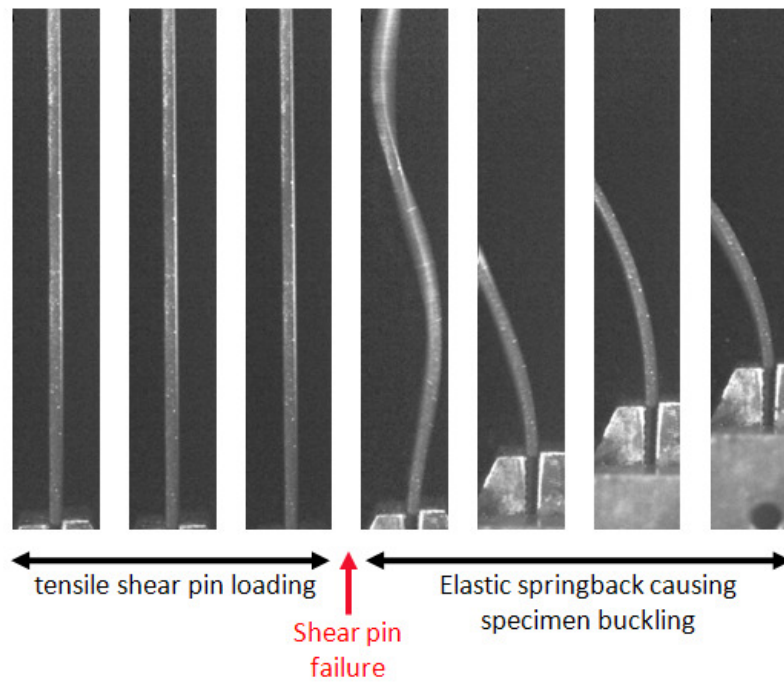 tensile shear pin loading
Shear pin
failure
Elastic springback causing
specimen buckling